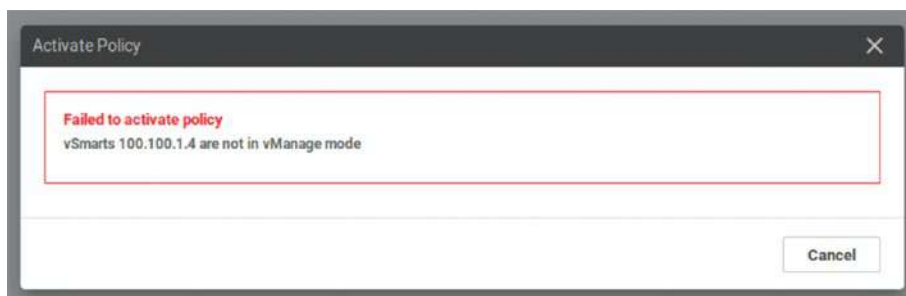 Activate Policy
Failed to activate policy
vSmarts 100.100.1.4 are not in vManage mode
Cancel